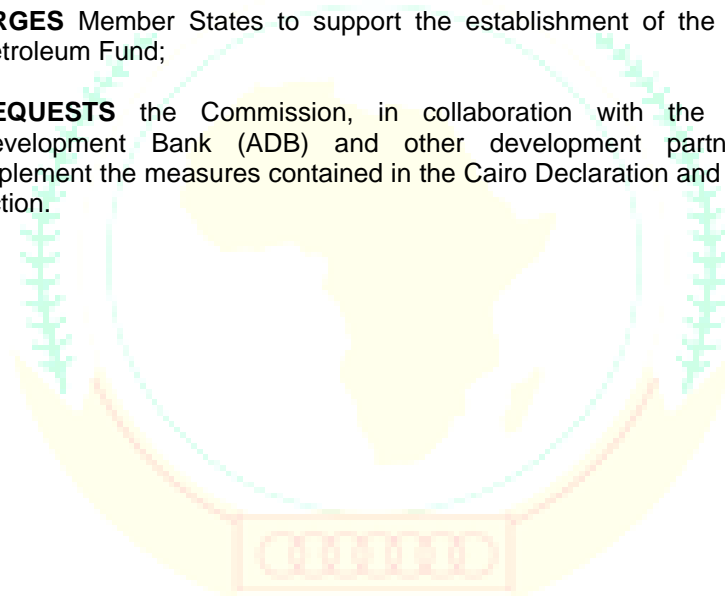 RGES Member States to support the establishment of the
etroleum Fund;
EQUESTS the Commission, in collaboration with the
evelopment Bank (ADB) and other development partn
plement the measures contained in the Cairo Declaration and
ction.